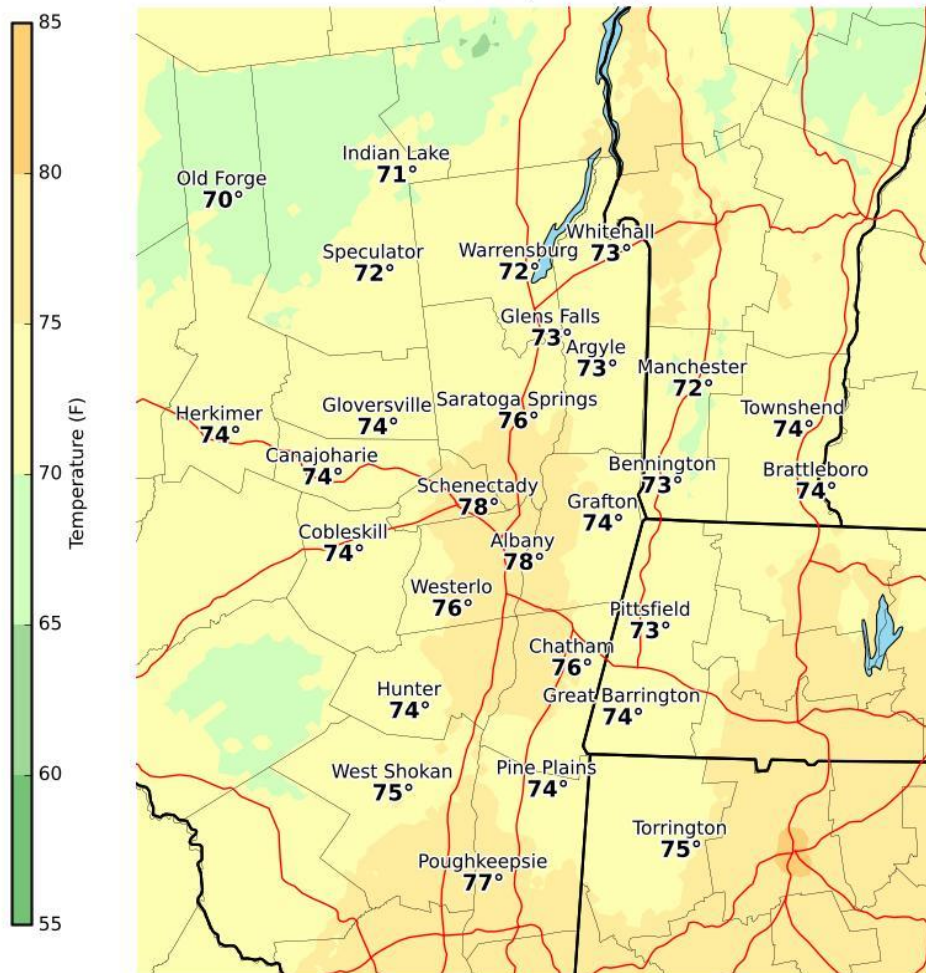 85
80
75
70
65
60
55
Temperature (F)
Indian Lake
71°
Old Forge
70°
Whitehall
73°
Speculator
72°
Warrensburg
72°
Glens Falls
73°
Argyle
73°
Manchester
72°
Saratoga Springs
76°
Gloversville
74°
Herkimer
74°
Townshend
74°
Canajoharie
74°
Bennington
73°
Brattleboro
74°
Schenectady
78°
Grafton
74°
Cobleskill
74°
Albany
78°
Westerlo
76°
Pittsfield
73°
Chatham
76°
Hunter
74°
Great Barrington
74°
West Shokan
75°
Pine Plains
74°
Torrington
75°
Poughkeepsie
77°